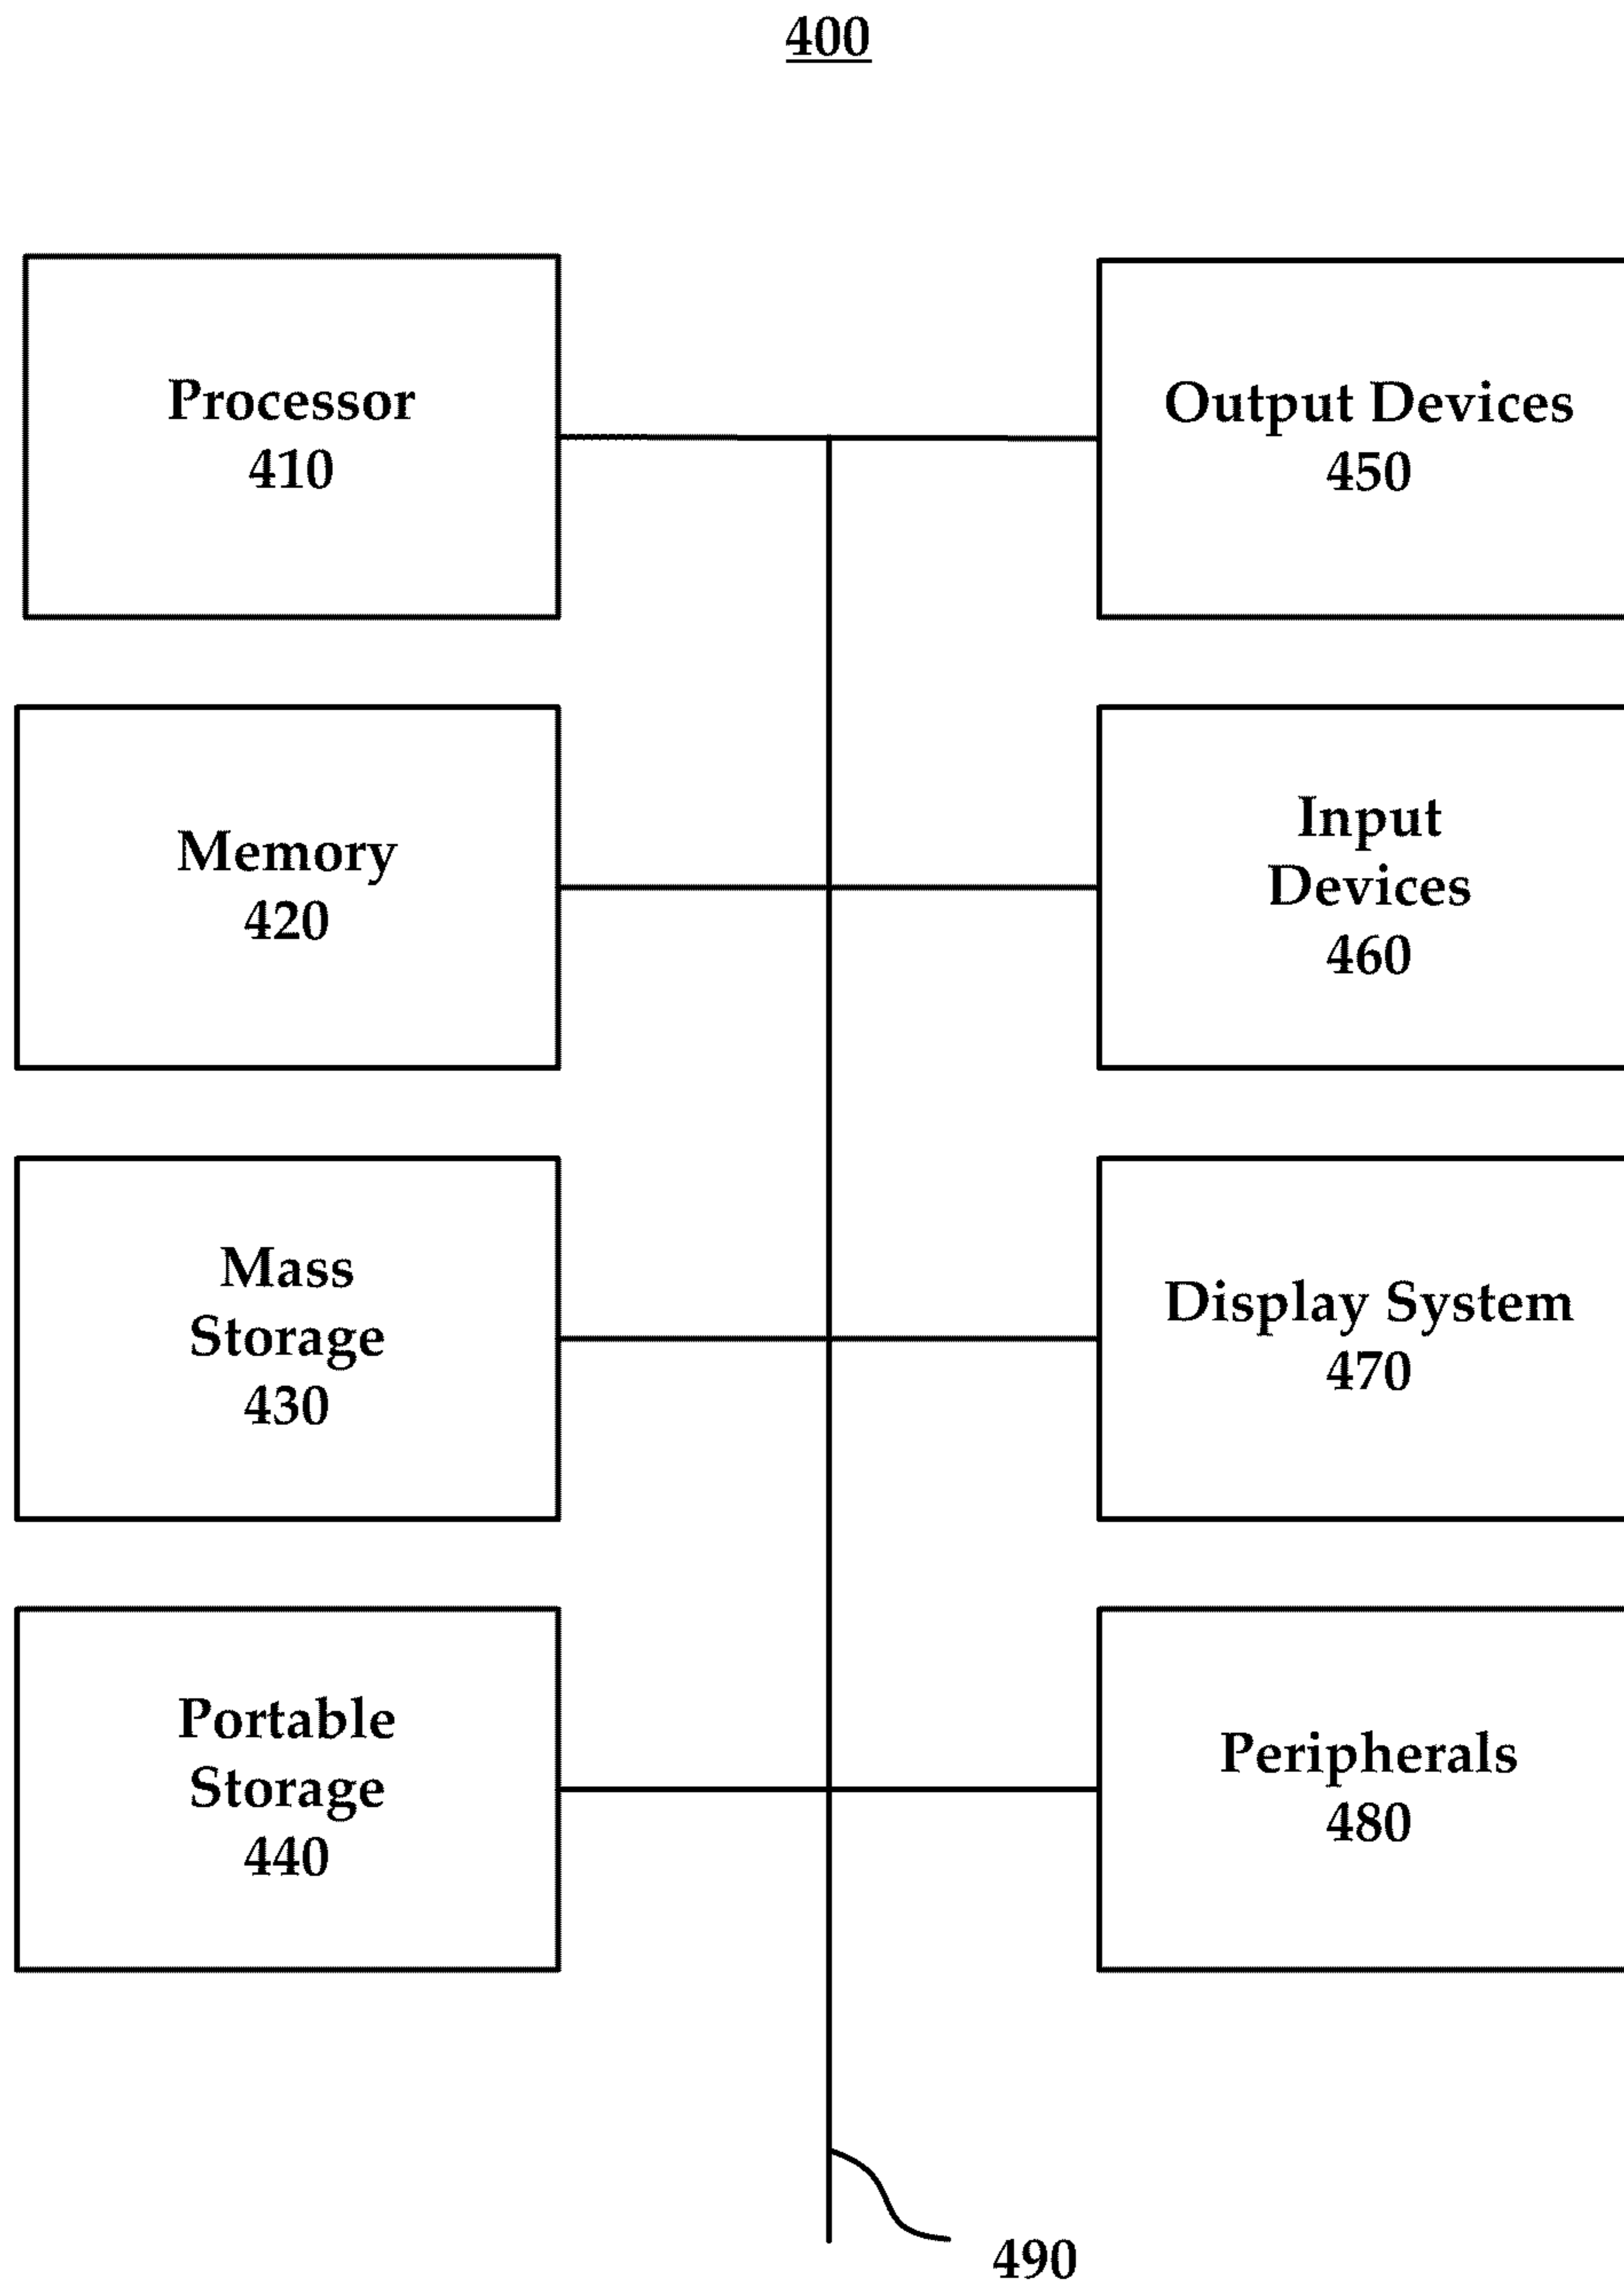 400
Processor
410
Output Devices
450
Memory
420
Input
Devices
460
Mass
Storage
430
Display System
470
Portable
Storage
440
Peripherals
480
490